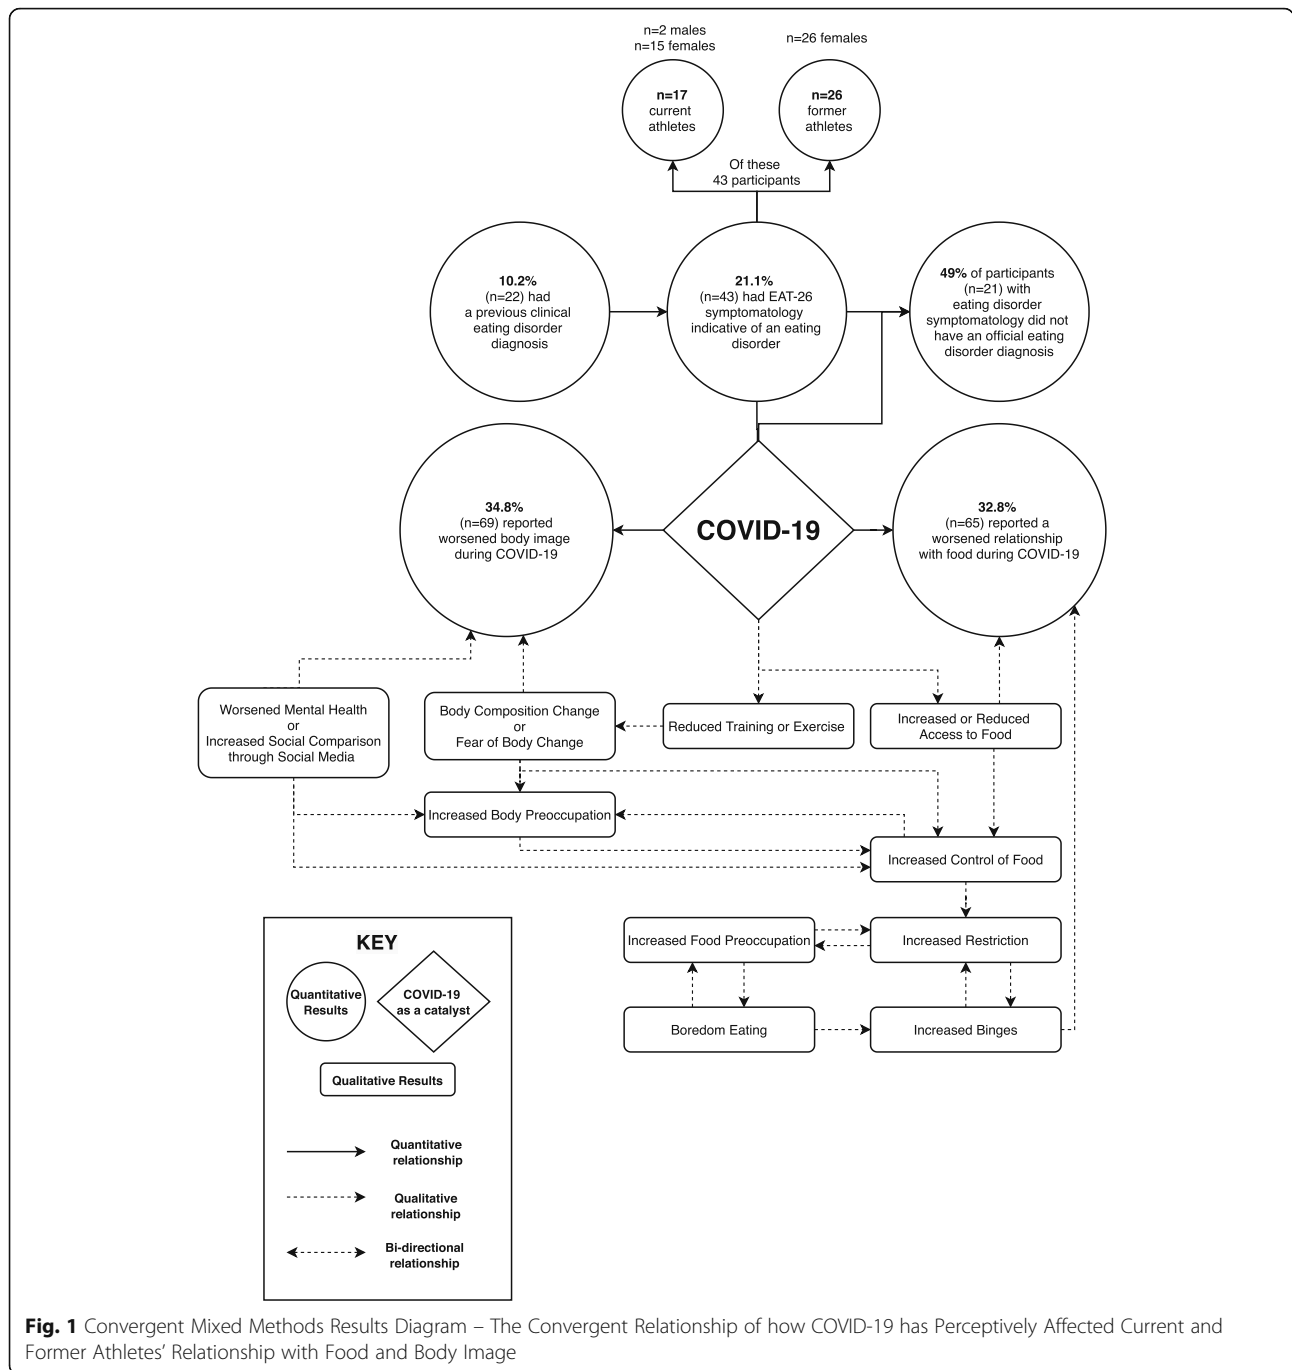 n=2 males
n=15 females
n=26 females
n=17
current
athletes
n=26
former
athletes
Of these
43 participants
10.2%
(n=22) had
a previous clinical
eating disorder
diagnosis
21.1%
(n=43) had EAT-26
symptomatology
indicative of an eating
disorder
49% of participants
(n=21) with
eating disorder
symptomatology did not
have an official eating
disorder diagnosis
34.8%
(n=69) reported
worsened body image
during COVID-19
COVID-19
32.8%
(n=65) reported a
worsened relationship
with food during COVID-19
Worsened Mental Health
or
Increased Social Comparison
through Social Media
Body Composition Change
or
Fear of Body Change
Reduced Training or Exercise
Increased or Reduced
Access to Food
Increased Body Preoccupation
Increased Control of Food
Increased Food Preoccupation
Increased Restriction
Boredom Eating
Increased Binges
KEY
Quantitative
Results
COVID-19
as a catalyst
Qualitative Results
Quantitative
relationship
Qualitative
relationship
Bi-directional
relationship
Fig. 1 Convergent Mixed Methods Results Diagram – The Convergent Relationship of how COVID-19 has Perceptively Affected Current and
Former Athletes’ Relationship with Food and Body Image